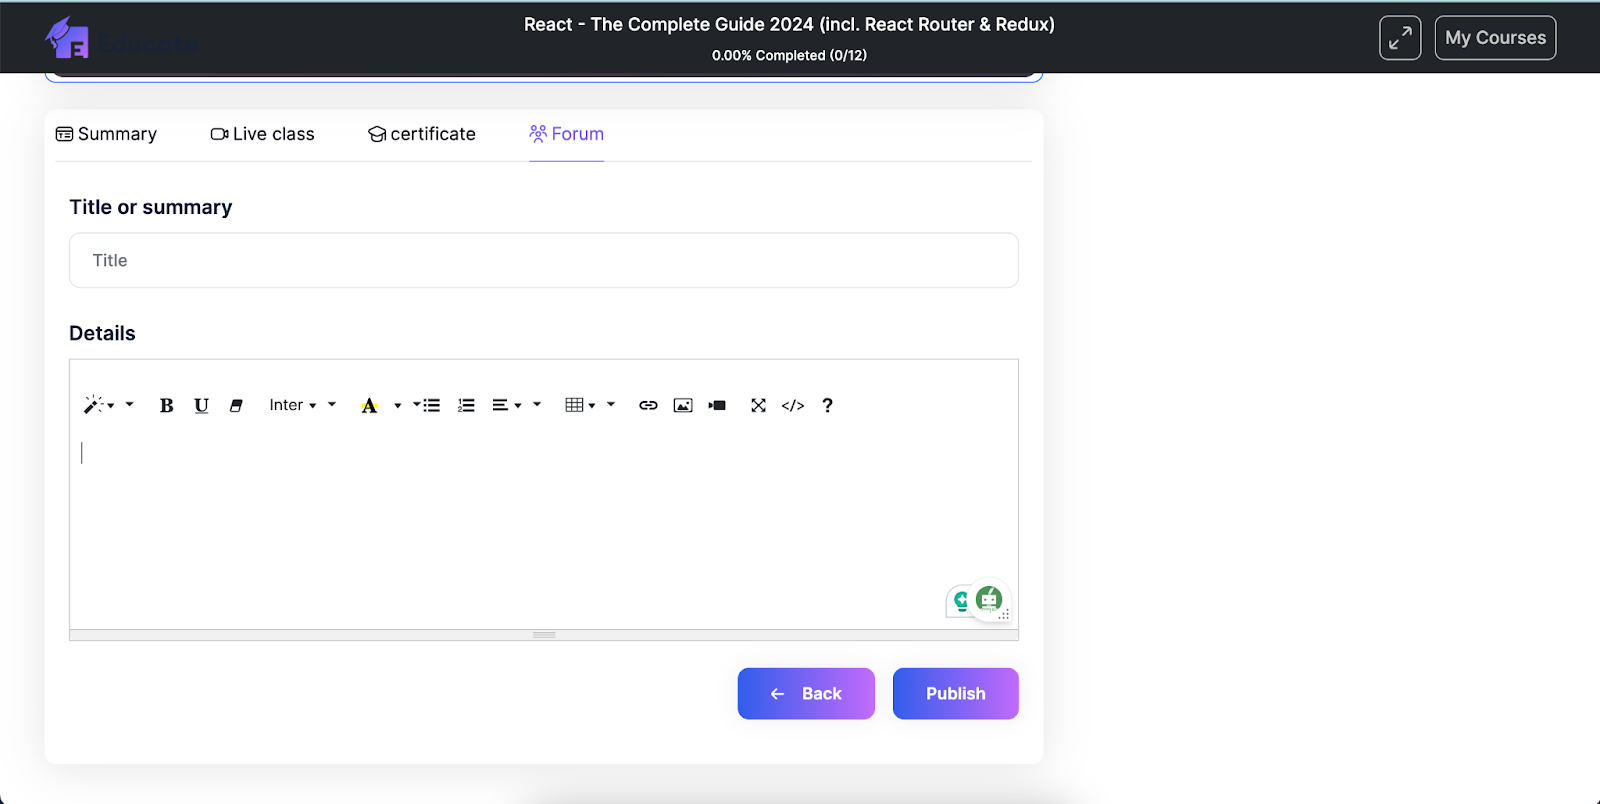 React - The Complete Guide 2024 (incl. React Router & Redux)
0.00% Completed (0/12)
E Educate
My Courses
Summary
Live class
certificate
Forum
Title or summary
Title
Details
B U Inter A </> ?
← Back
Publish